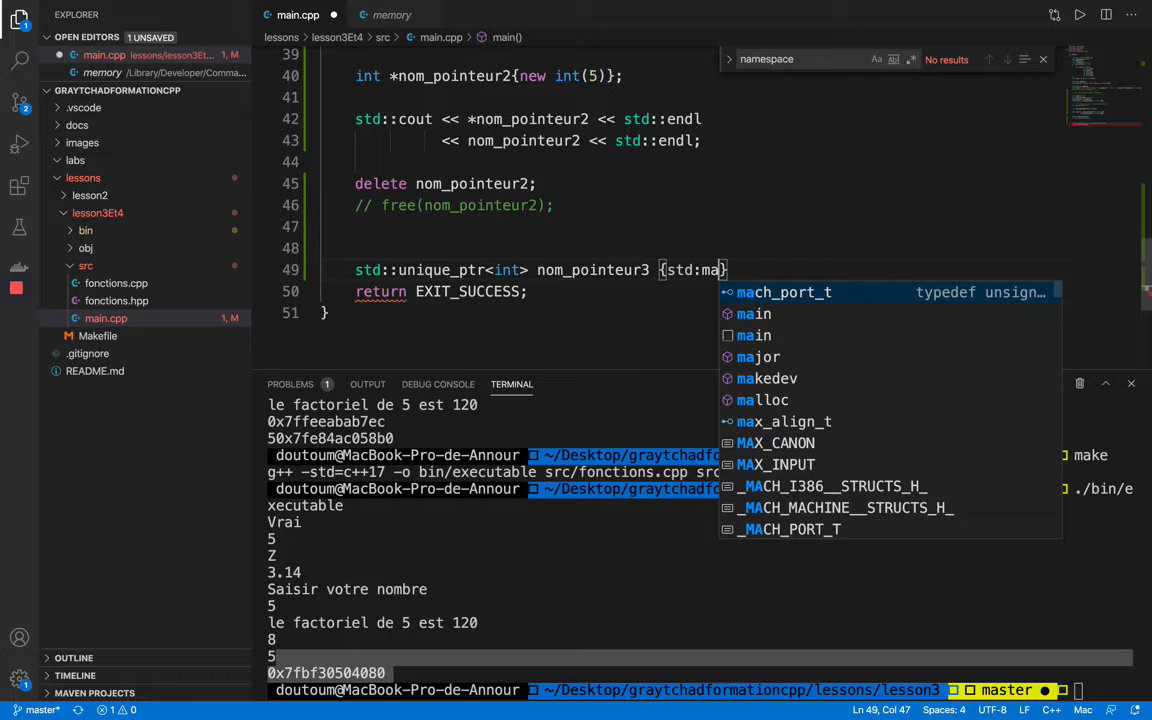 EXPLORER
main.cpp
memory
OPEN EDITORS 1 UNSAVED
main.cpp lessons/lesson3Et... 1, M
memory /Library/Developer/Comma...
GRAYTCHADFORMATIONCPP
.vscode
docs
images
labs
lessons
lesson2
lesson3Et4
bin
obj
src
fonctions.cpp
fonctions.hpp
main.cpp 1, M
Makefile
.gitignore
README.md
OUTLINE
TIMELINE
MAVEN PROJECTS
lessons > lesson3Et4 > src > main.cpp > main()
namespace Aa Abl .* No results
39
40 int *nom_pointeur2{new int(5)};
41
42 std::cout << *nom_pointeur2 << std::endl
43 << nom_pointeur2 << std::endl;
44
45 delete nom_pointeur2;
46 // free(nom_pointeur2);
47
48
49 std::unique_ptr<int> nom_pointeur3 {std:ma}
50 return EXIT_SUCCESS;
51 }
mach_port_t typedef unsign...
main
main
major
makedev
malloc
max_align_t
MAX_CANON
MAX_INPUT
_MACH_I386__STRUCTS_H_
_MACH_MACHINE__STRUCTS_H_
_MACH_PORT_T
PROBLEMS 1 OUTPUT DEBUG CONSOLE TERMINAL
le factoriel de 5 est 120
0x7ffeeabab7ec
50x7fe84ac058b0
doutoum@MacBook-Pro-de-Annour ~/Desktop/graytchadfo make
g++ -std=c++17 -o bin/executable src/fonctions.cpp src
doutoum@MacBook-Pro-de-Annour ~/Desktop/graytchadfo ./bin/e
xecutable
Vrai
5
Z
3.14
Saisir votre nombre
5
le factoriel de 5 est 120
8
5
0x7fbf30504080
doutoum@MacBook-Pro-de-Annour ~/Desktop/graytchadformationcpp/lessons/lesson3 master
master* 1 0 Ln 49, Col 47 Spaces: 4 UTF-8 LF C++ Mac